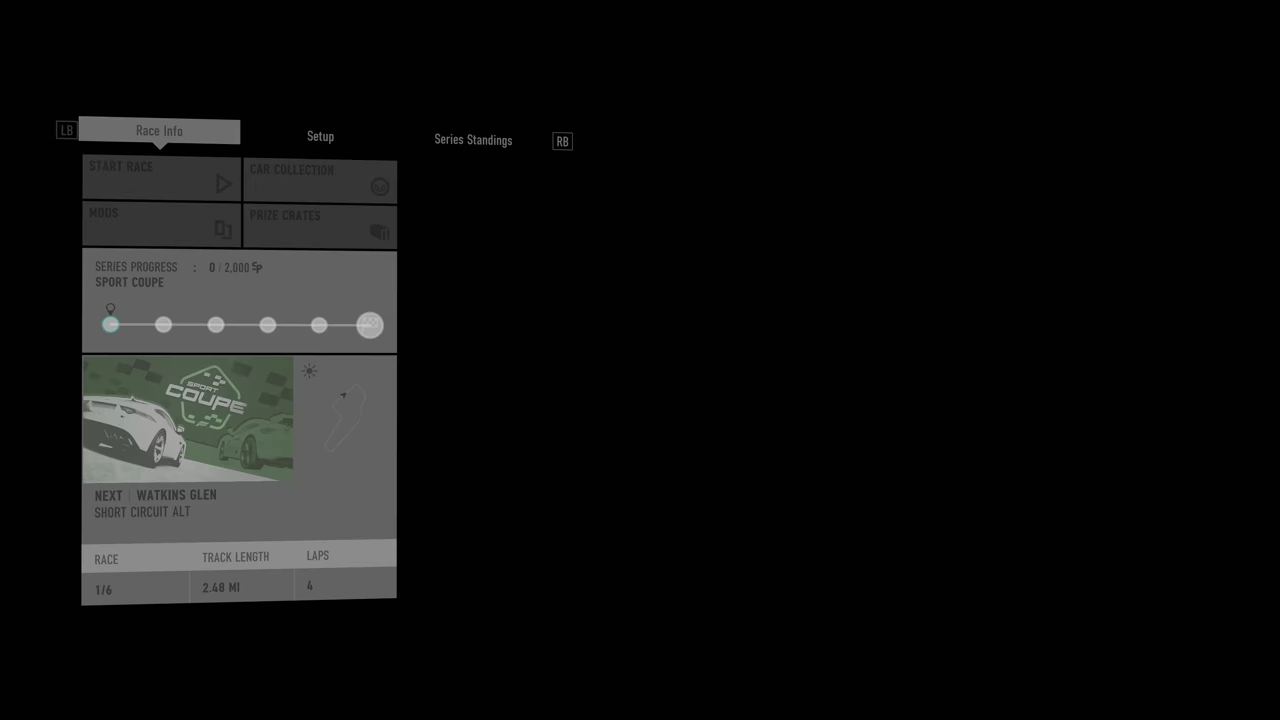 LB Race Info Setup Series Standings RB
START RACE CAR COLLECTION
MODS PRIZE CRATES
SERIES PROGRESS : 0 / 2,000 SP
SPORT COUPE
SPORT
COUPE
NEXT | WATKINS GLEN
SHORT CIRCUIT ALT
RACE TRACK LENGTH LAPS
1/6 2.48 MI 4